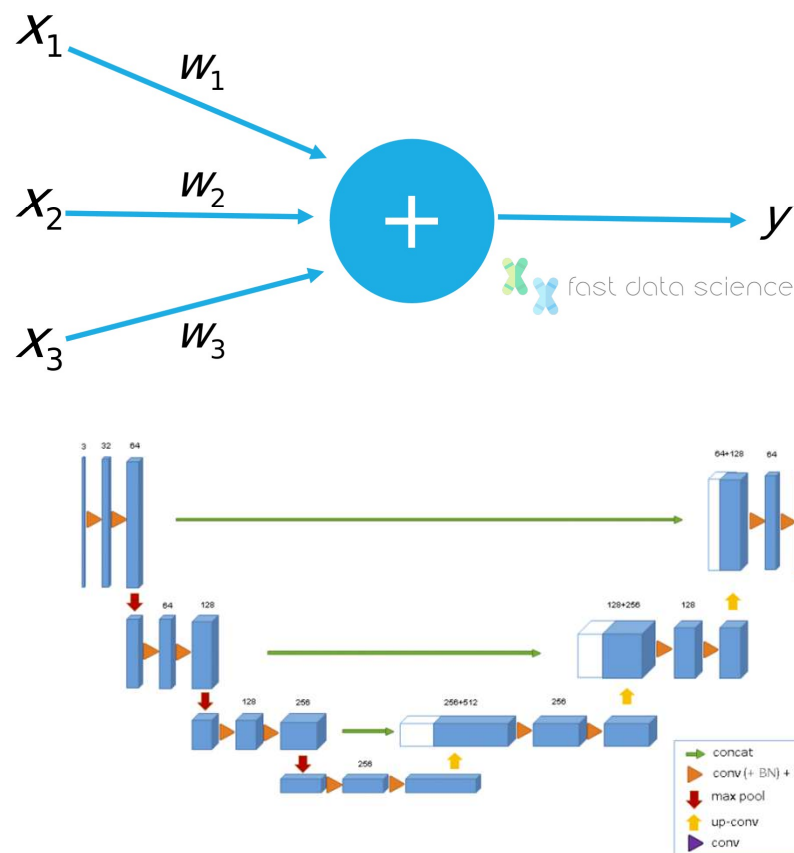 x1
w1
x2
w2
y
fast data science
x3
w3
3 32 64
64+128 64
64 128
128+256 128
128 256
256+512 256
256
concat
conv (+ BN) +
max pool
up-conv
conv